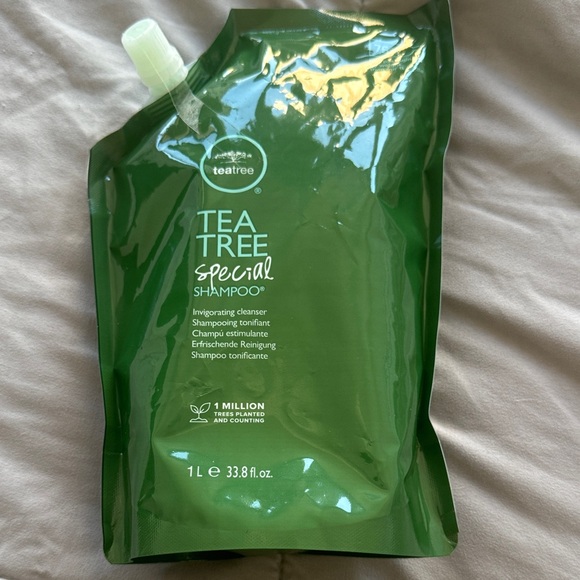 teatree
®
TEA
TREE
special
SHAMPOO®
Invigorating cleanser
Shampooing tonifiant
Champú estimulante
Erfrischende Reinigung
Shampoo tonificante
1 MILLION
TREES PLANTED
AND COUNTING
1 L ℮ 33.8 fl.oz.